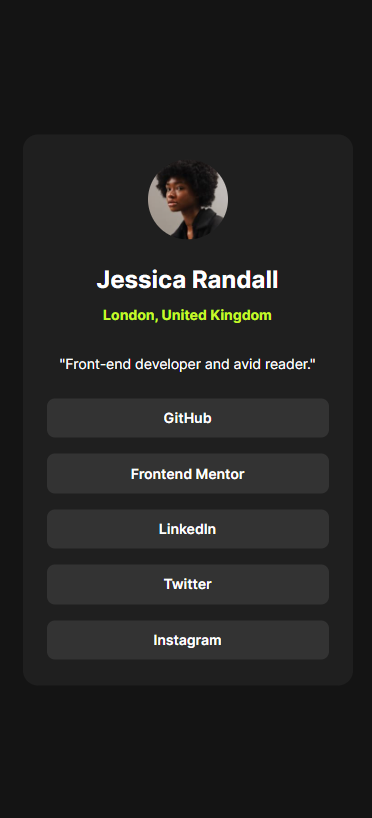 Jessica Randall
London, United Kingdom
"Front-end developer and avid reader."
GitHub
Frontend Mentor
LinkedIn
Twitter
Instagram